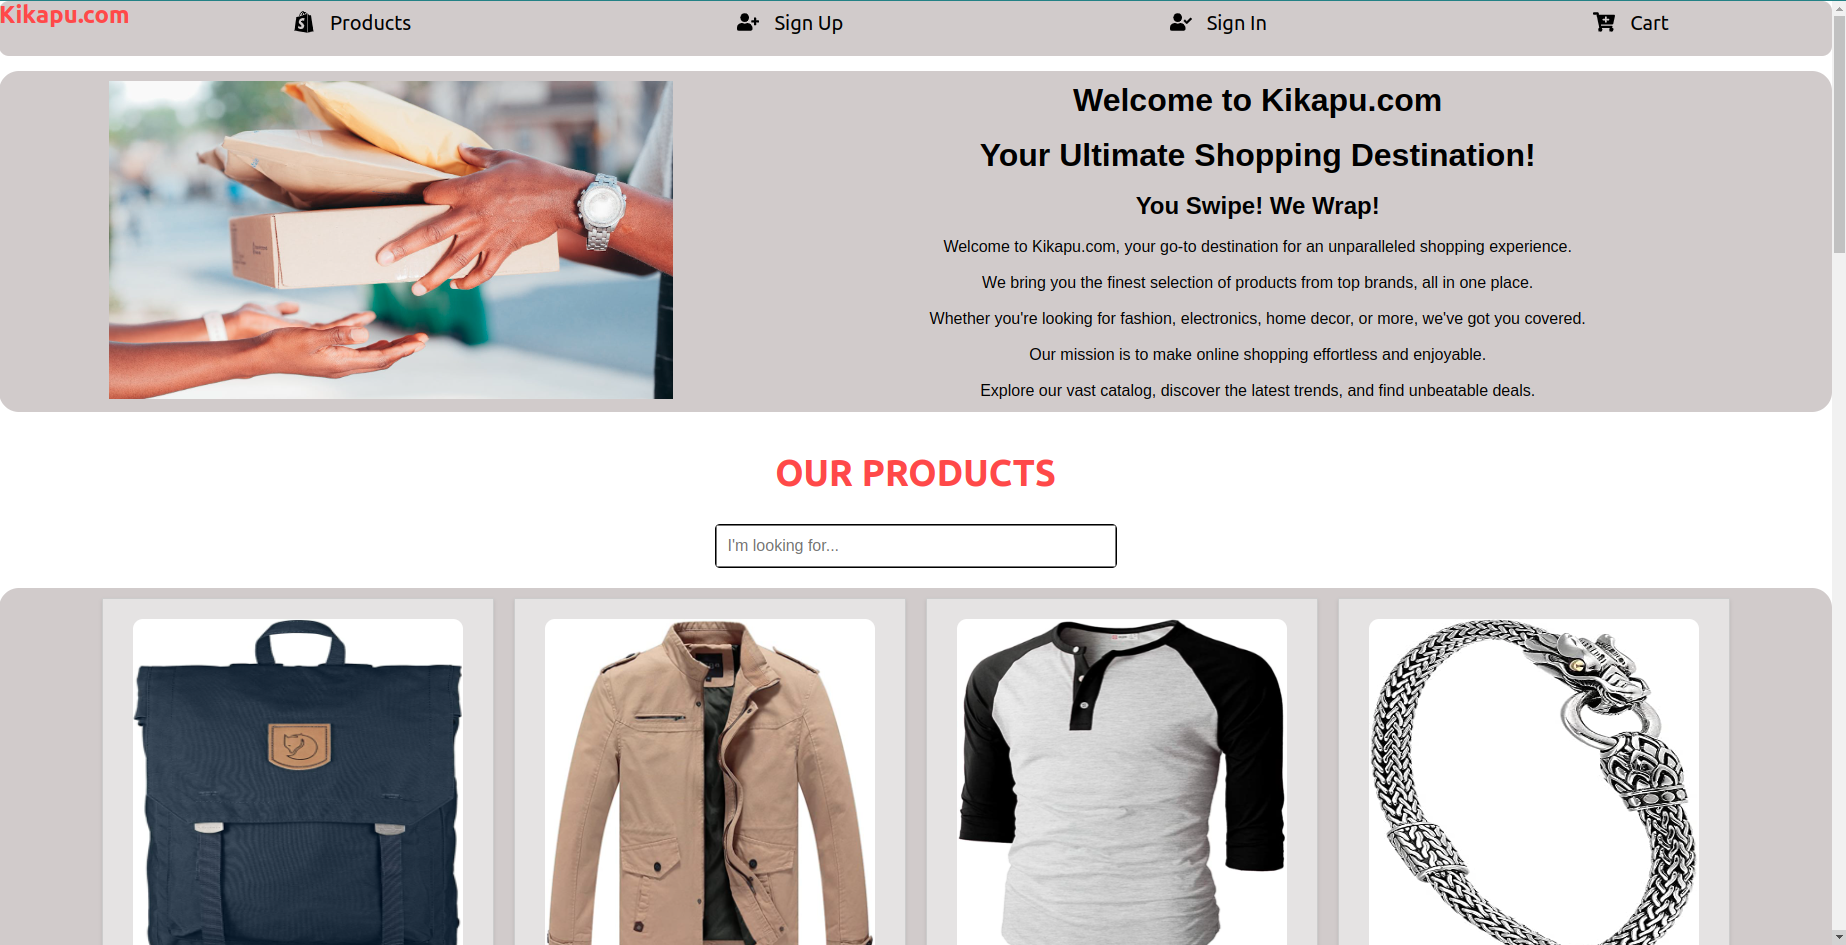 Kikapu.com
Products
Sign Up
Sign In
Cart
Welcome to Kikapu.com
Your Ultimate Shopping Destination!
You Swipe! We Wrap!
Welcome to Kikapu.com, your go-to destination for an unparalleled shopping experience.
We bring you the finest selection of products from top brands, all in one place.
Whether you're looking for fashion, electronics, home decor, or more, we've got you covered.
Our mission is to make online shopping effortless and enjoyable.
Explore our vast catalog, discover the latest trends, and find unbeatable deals.
OUR PRODUCTS
I'm looking for...